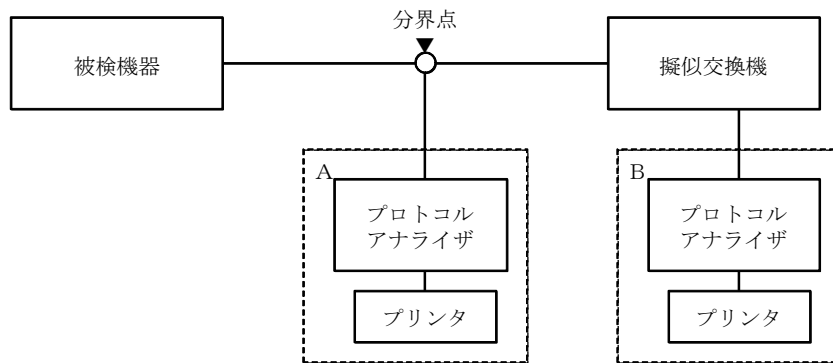 分界点
被検機器
擬似交換機
A
プロトコル
アナライザ
プリンタ
B
プロトコル
アナライザ
プリンタ